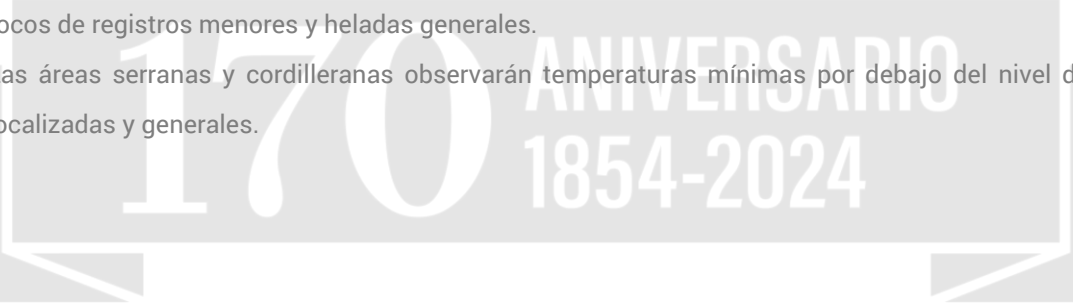 ocos de registros menores y heladas generales.
as áreas serranas y cordilleranas observarán temperaturas mínimas por debajo del nivel d
ocalizadas y generales.
170 ANIVERSARIO
1854-2024